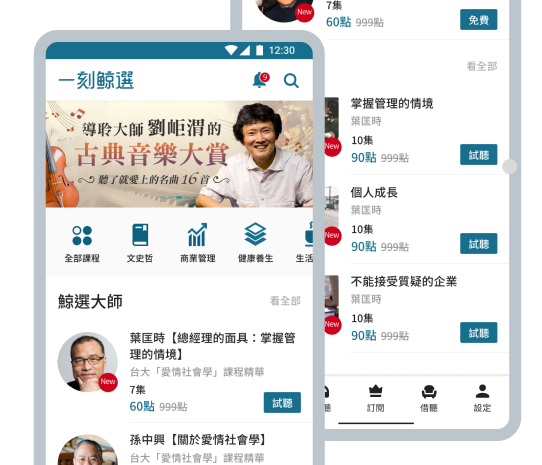 12:30
一刻鯨選
9
導聆大師 劉岠渭的
古典音樂大賞
聽了就愛上的名曲16首
全部課程
文史哲
商業管理
健康養生
生活
鯨選大師
看全部
葉匡時【總經理的面具：掌握管
理的情境】
台大「愛情社會學」課程精華
7集
60點 999點
New
試聽
孫中興【關於愛情社會學】
台大「愛情社會學」課程精華
New
7集
60點 999點
免費
看全部
掌握管理的情境
葉匡時
10集
90點 999點
New
試聽
個人成長
葉匡時
10集
90點 999點
New
試聽
不能接受質疑的企業
葉匡時
10集
90點 999點
New
試聽
聽
訂閱
借聽
設定